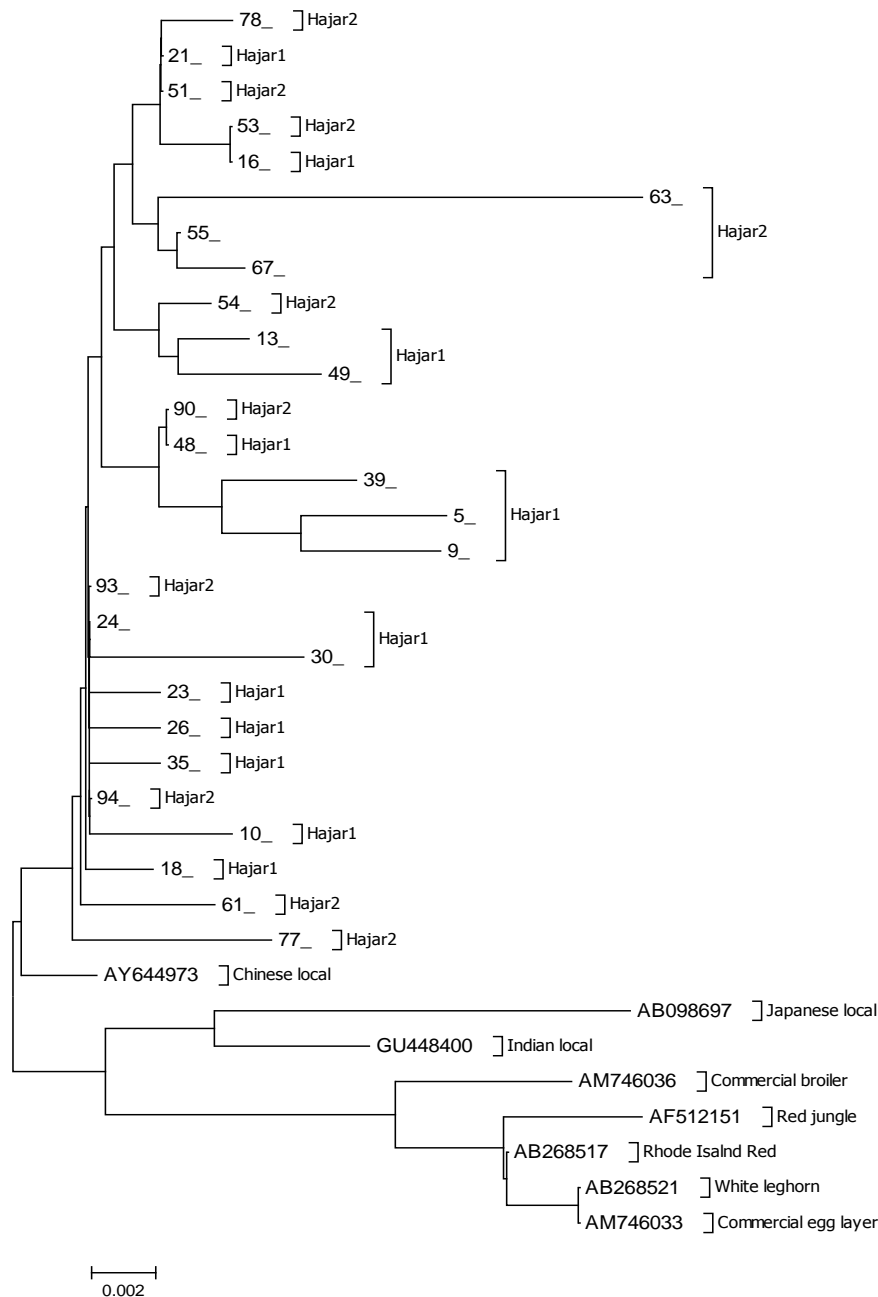 78_ Hajar2
21_ Hajar1
51_ Hajar2
53_ Hajar2
16_ Hajar1
63_
55_ Hajar2
67_
54_ Hajar2
13_
Hajar1
49_
90_ Hajar2
48_ Hajar1
39_
5_ Hajar1
9_
93_ Hajar2
24_
Hajar1
30_
23_ Hajar1
26_ Hajar1
35_ Hajar1
94_ Hajar2
10_ Hajar1
18_ Hajar1
61_ Hajar2
77_ Hajar2
AY644973 Chinese local
AB098697 Japanese local
GU448400 Indian local
AM746036 Commercial broiler
AF512151 Red jungle
AB268517 Rhode Isalnd Red
AB268521 White leghorn
AM746033 Commercial egg layer
0.002